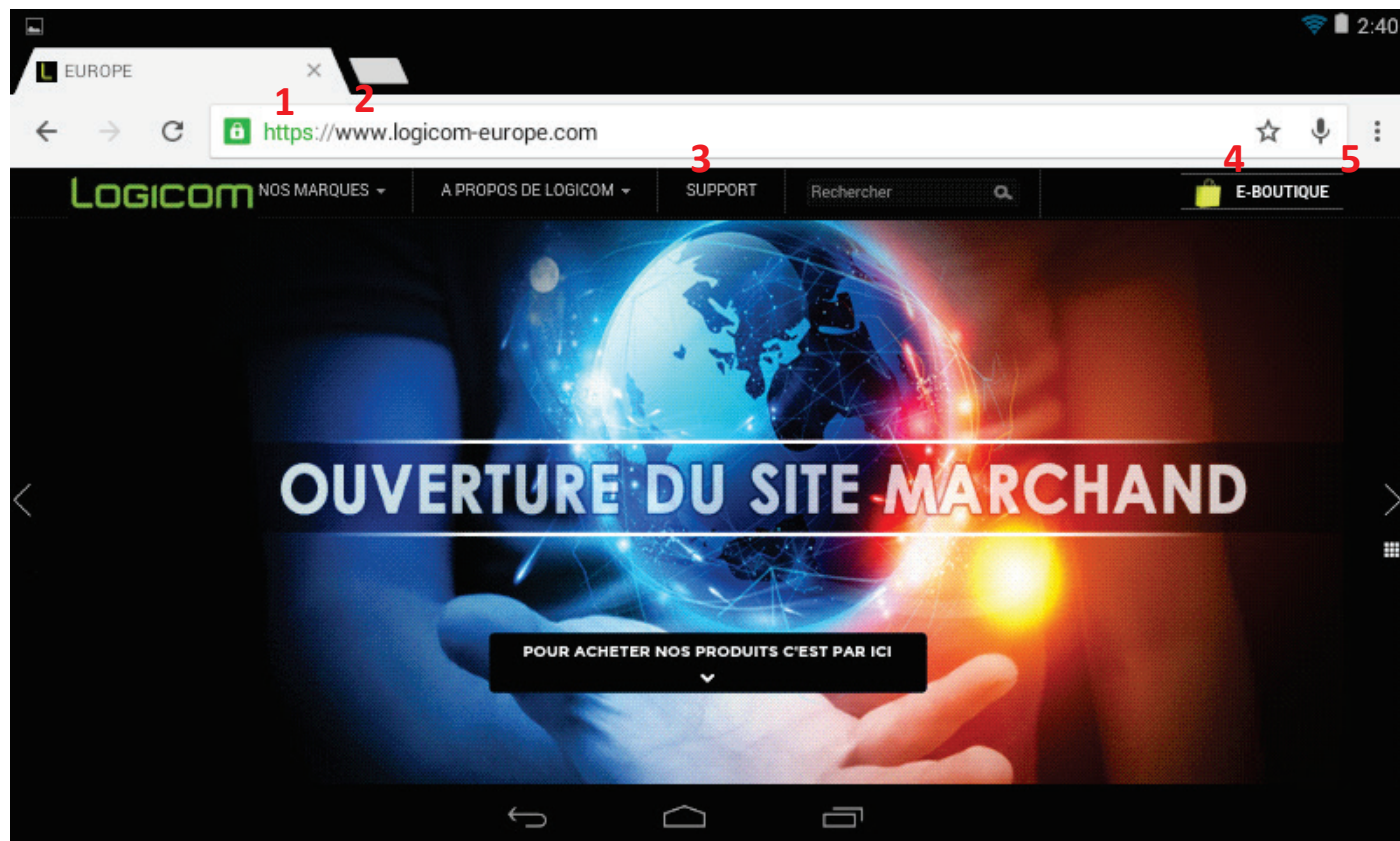 2:40
L EUROPE
1 2
https://www.logicom-europe.com
3 4 5
LOGICOM NOS MARQUES A PROPOS DE LOGICOM SUPPORT Rechercher E-BOUTIQUE
OUVERTURE DU SITE MARCHAND
POUR ACHETER NOS PRODUITS C'EST PAR ICI